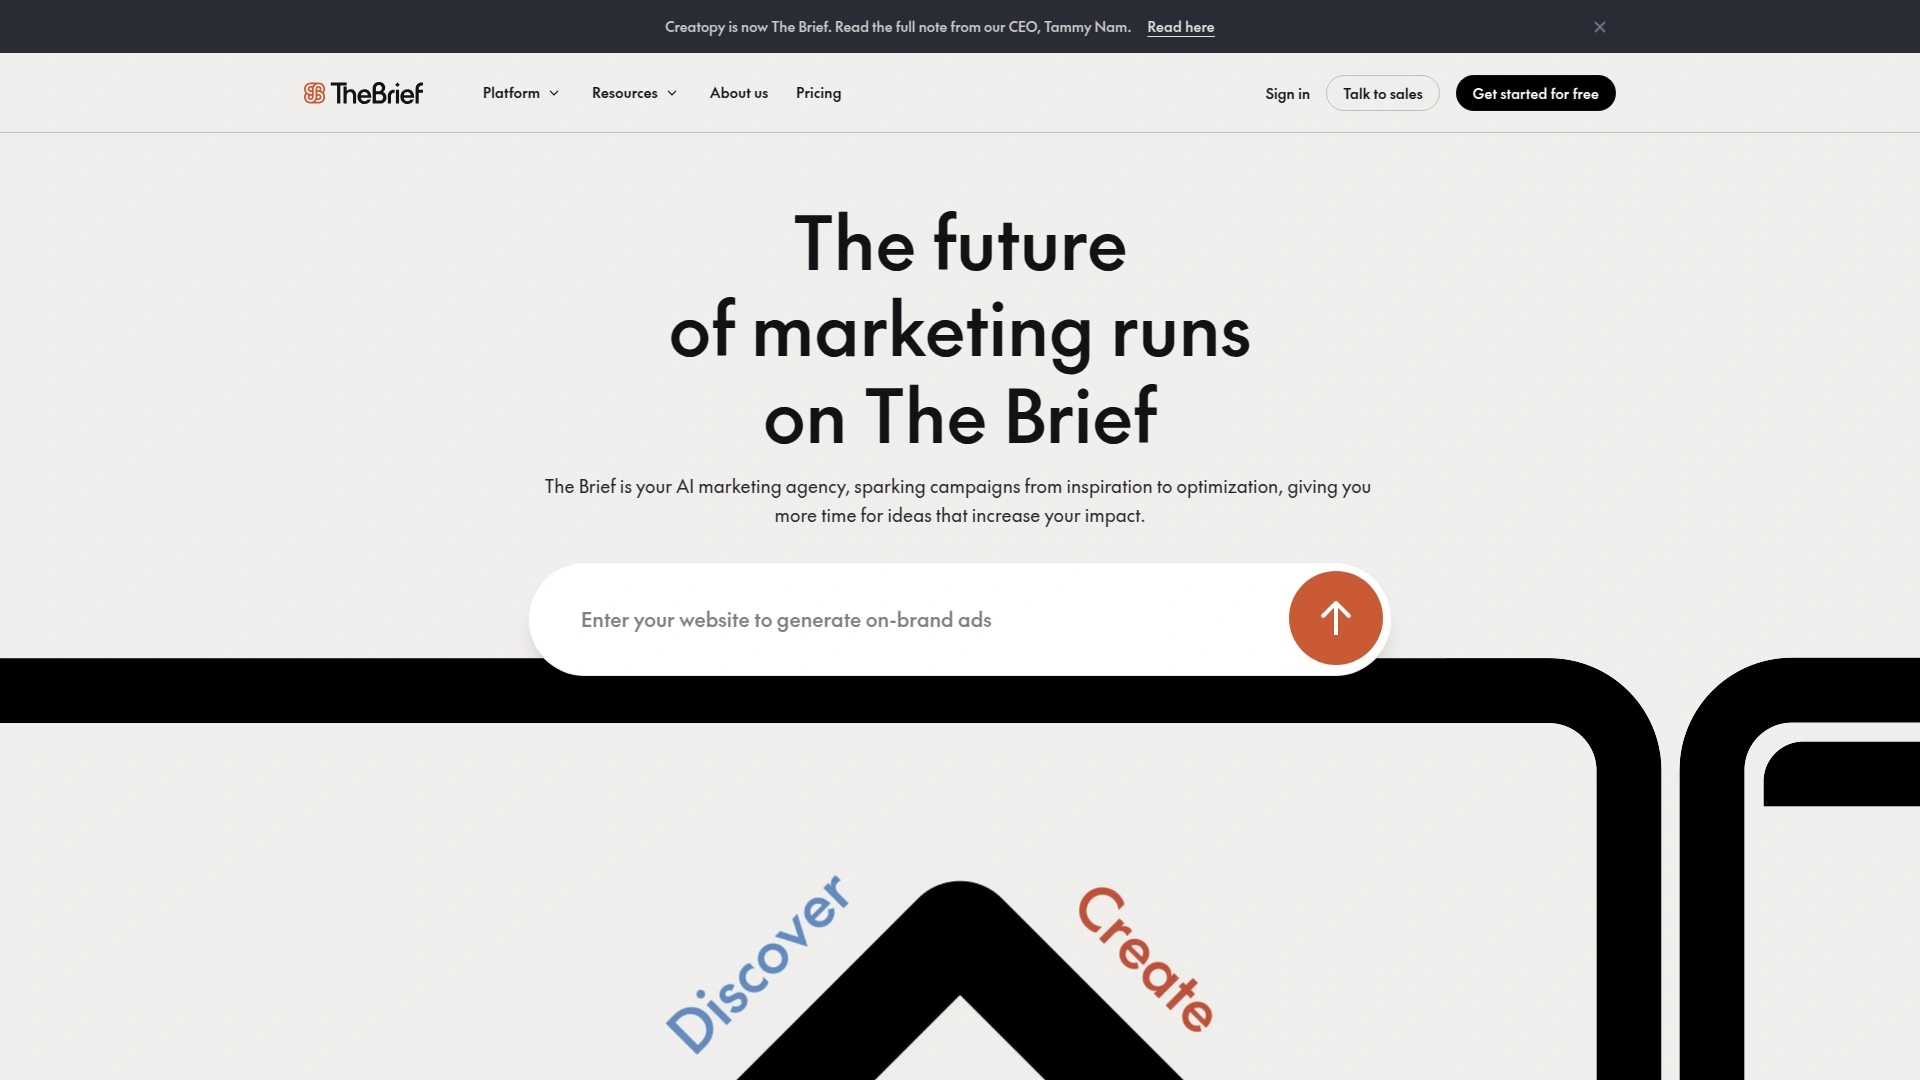 Creatopy is now The Brief. Read the full note from our CEO, Tammy Nam. Read here
TheBrief
Platform
Resources
About us
Pricing
Sign in
Talk to sales
Get started for free
The future
of marketing runs
on The Brief
The Brief is your AI marketing agency, sparking campaigns from inspiration to optimization, giving you
more time for ideas that increase your impact.
Enter your website to generate on-brand ads
Discover
Create